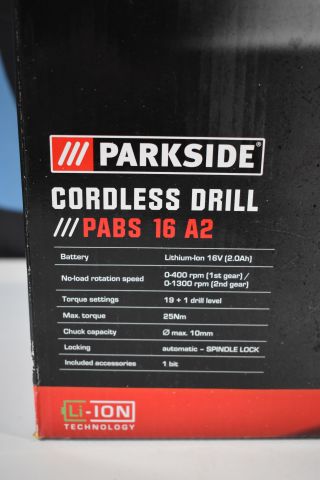 /// PARKSIDE®
CORDLESS DRILL
/// PABS 16 A2
Battery Lithium-Ion 16V (2.0Ah)
No-load rotation speed 0-400 rpm (1st gear) /
0-1300 rpm (2nd gear)
Torque settings 19 + 1 drill level
Max. torque 25Nm
Chuck capacity Ø max. 10mm
Locking automatic – SPINDLE LOCK
Included accessories 1 bit
Li-ION
TECHNOLOGY